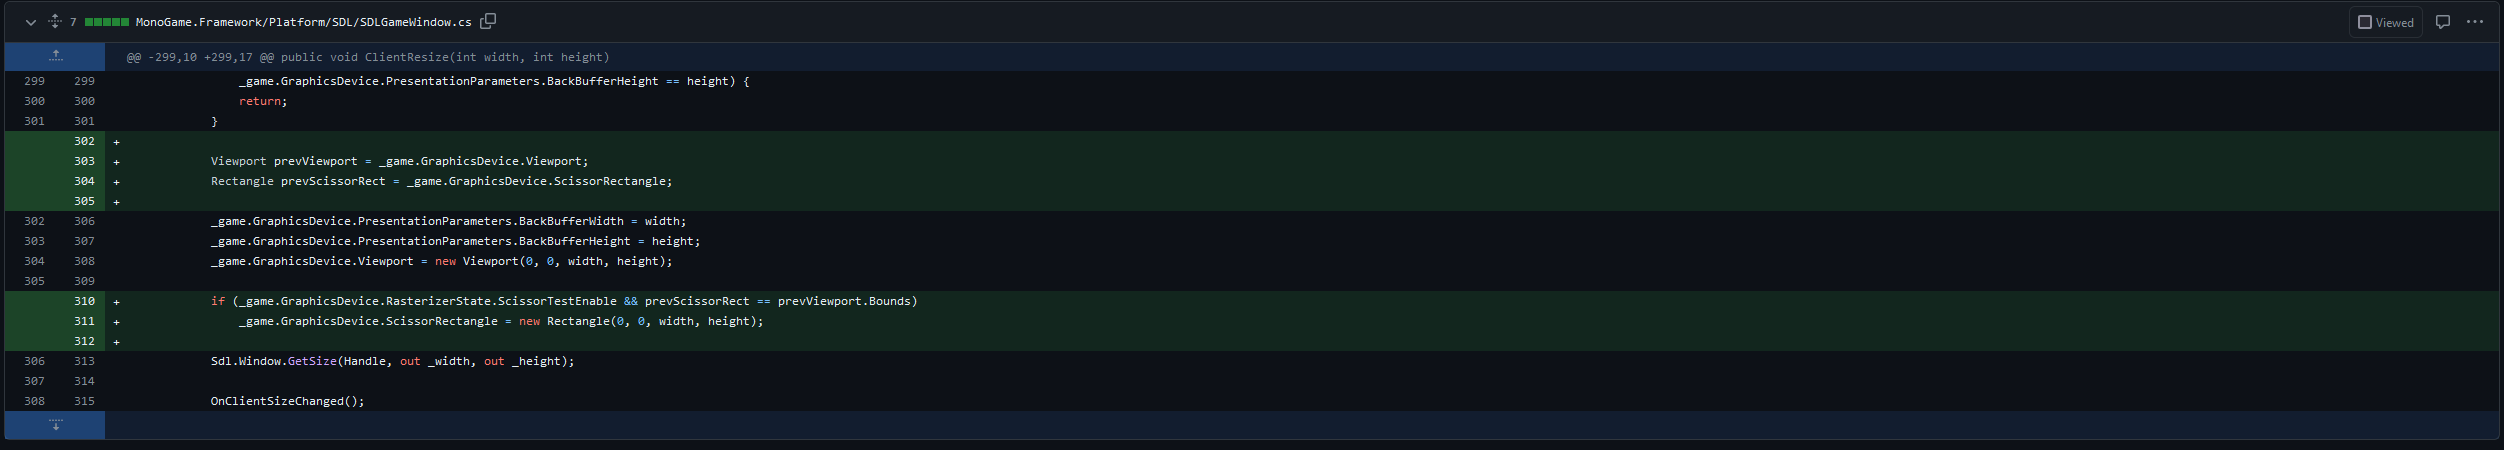 7 MonoGame.Framework/Platform/SDL/SDLGameWindow.cs Viewed
@@ -299,10 +299,17 @@ public void ClientResize(int width, int height)
299 299 _game.GraphicsDevice.PresentationParameters.BackBufferHeight == height) {
300 300 return;
301 301 }
302 +
303 + Viewport prevViewport = _game.GraphicsDevice.Viewport;
304 + Rectangle prevScissorRect = _game.GraphicsDevice.ScissorRectangle;
305 +
302 306 _game.GraphicsDevice.PresentationParameters.BackBufferWidth = width;
303 307 _game.GraphicsDevice.PresentationParameters.BackBufferHeight = height;
304 308 _game.GraphicsDevice.Viewport = new Viewport(0, 0, width, height);
305 309
310 + if (_game.GraphicsDevice.RasterizerState.ScissorTestEnable && prevScissorRect == prevViewport.Bounds)
311 + _game.GraphicsDevice.ScissorRectangle = new Rectangle(0, 0, width, height);
312 +
306 313 Sdl.Window.GetSize(Handle, out _width, out _height);
307 314
308 315 OnClientSizeChanged();